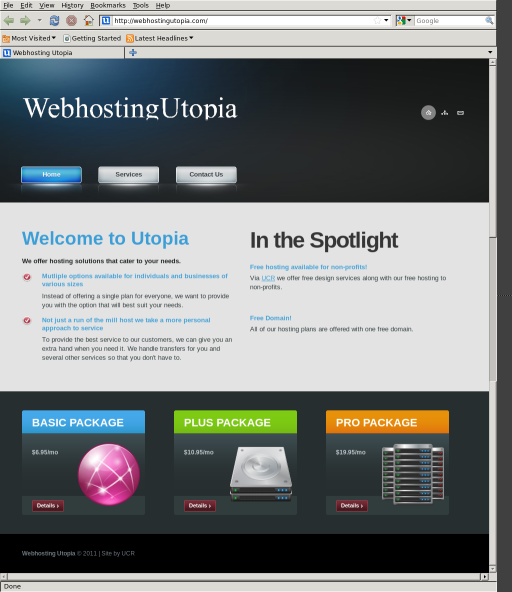 File Edit View History Bookmarks Tools Help
http://webhostingutopia.com/
Google
Most Visited Getting Started Latest Headlines
Webhosting Utopia
WebhostingUtopia
Home Services Contact Us
Welcome to Utopia
We offer hosting solutions that cater to your needs.
Multiple options available for individuals and businesses of
various sizes
Instead of offering a single plan for everyone, we want to provide
you with the option that will best suit your needs.
Not just a run of the mill host we take a more personal
approach to service
To provide the best service to our customers, we can give you an
extra hand when you need it. We handle transfers for you and
several other services so that you don't have to.
In the Spotlight
Free hosting available for non-profits!
Via UCR we offer free design services along with our free hosting to
non-profits.
Free Domain!
All of our hosting plans are offered with one free domain.
BASIC PACKAGE
$6.95/mo
Details ›
PLUS PACKAGE
$10.95/mo
Details ›
PRO PACKAGE
$19.95/mo
Details ›
Webhosting Utopia © 2011 | Site by UCR
Done